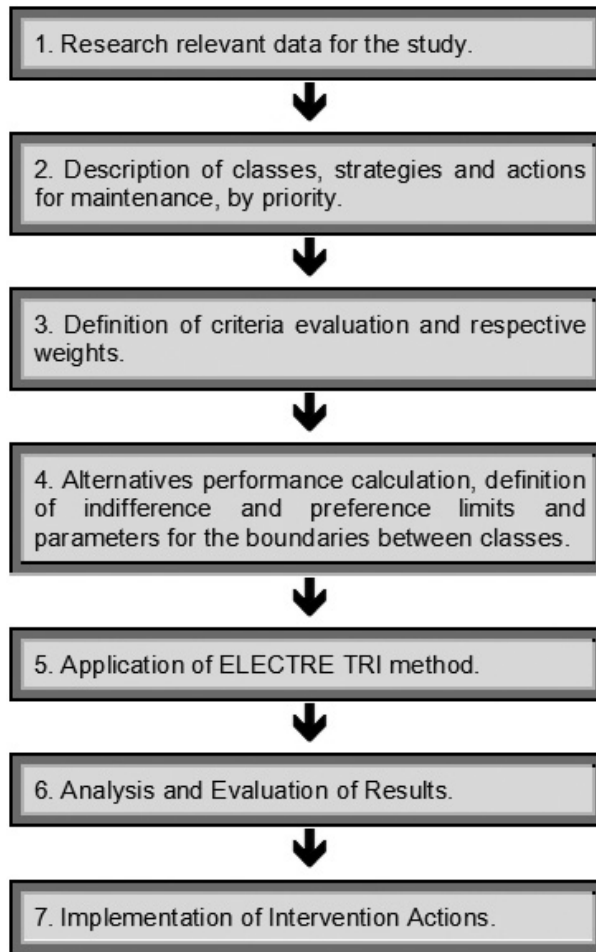 1. Research relevant data for the study.
2. Description of classes, strategies and actions
for maintenance, by priority.
3. Definition of criteria evaluation and respective
weights.
4. Alternatives performance calculation, definition
of indifference and preference limits and
parameters for the boundaries between classes.
5. Application of ELECTRE TRI method.
6. Analysis and Evaluation of Results.
7. Implementation of Intervention Actions.